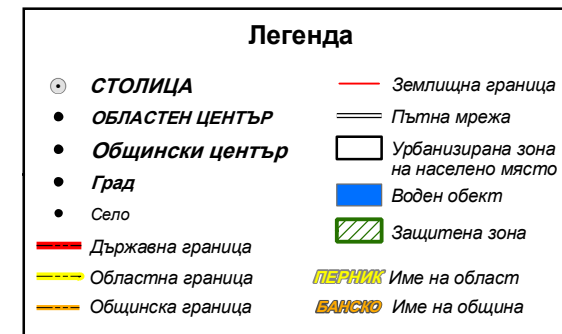 Легенда
СТОЛИЦА
ОБЛАСТЕН ЦЕНТЪР
Общински център
Град
Село
Държавна граница
Областна граница
Общинска граница
Землищна граница
Пътна мрежа
Урбанизирана зона
на населено място
Воден обект
Защитена зона
ПЕРНИК Име на област
БАНСКО Име на община